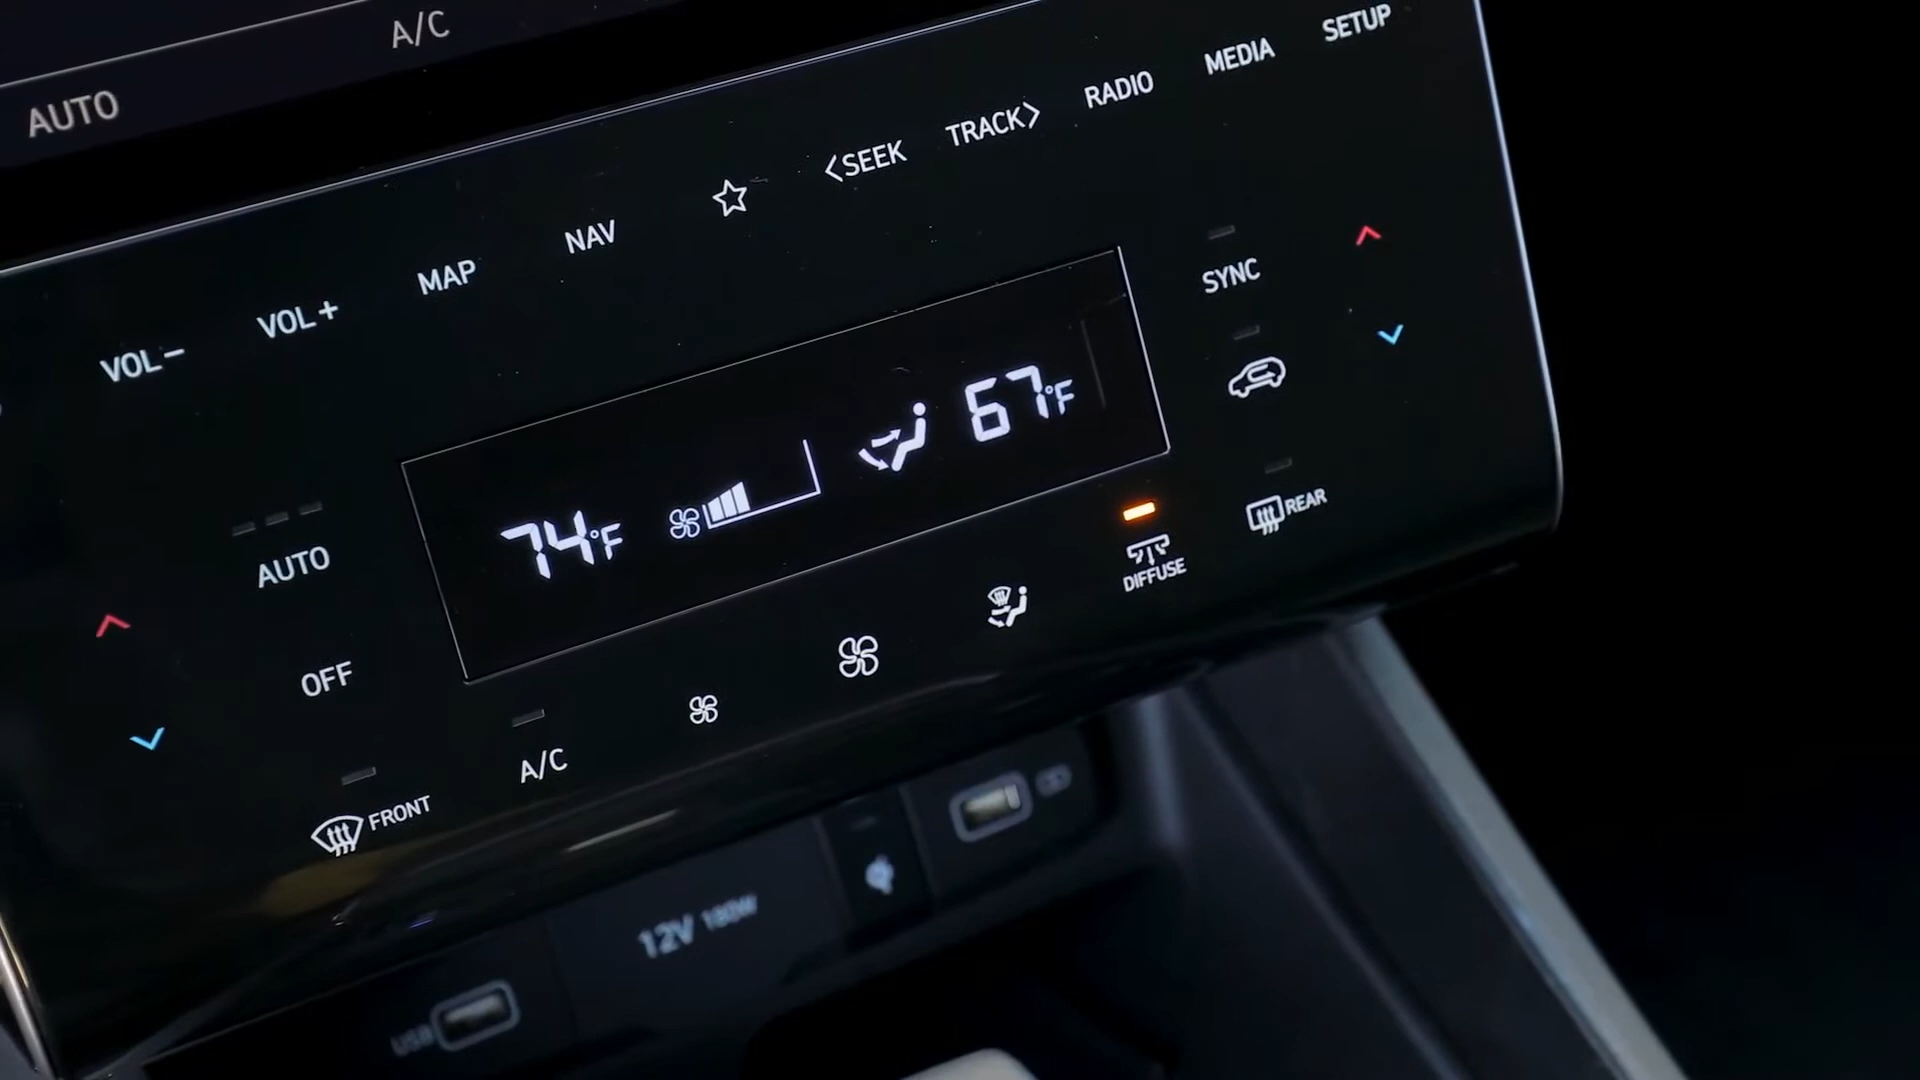 A/C
AUTO
SETUP
MEDIA
RADIO
TRACK>
<SEEK
NAV
MAP
VOL+
VOL-
SYNC
67°F
74°F
AUTO
OFF
REAR
DIFFUSE
A/C
FRONT
12V 180W
USB